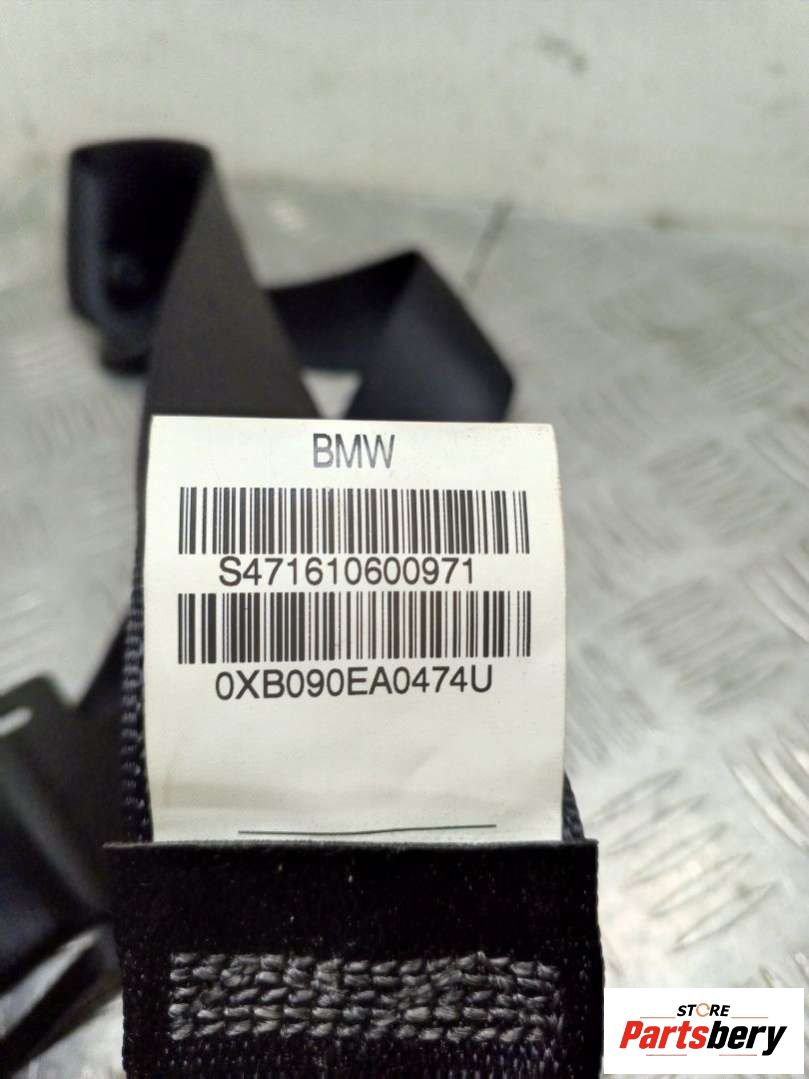 BMW
S471610600971
0XB090EA0474U
STORE
Partsbery